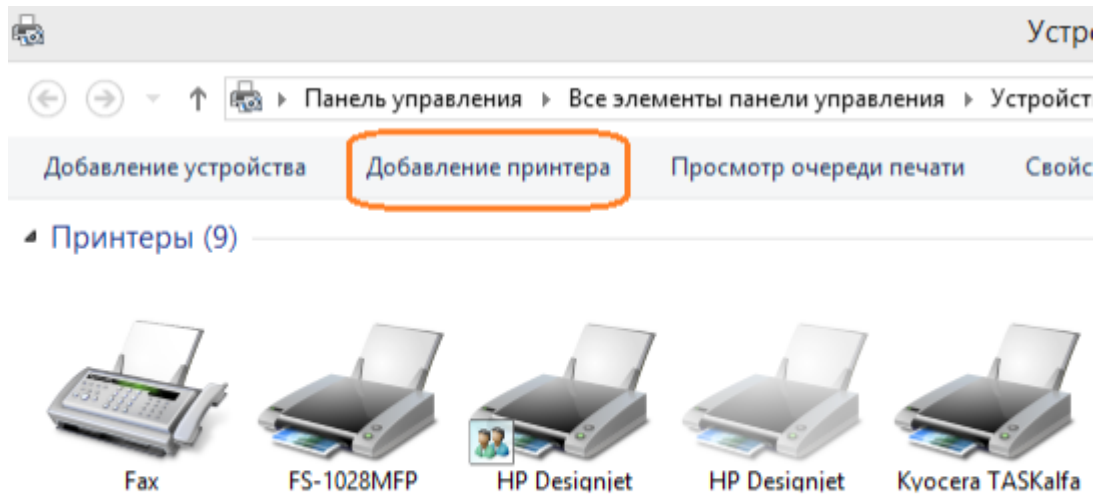 Устр
Панель управления Все элементы панели управления Устройст
Добавление устройства Добавление принтера Просмотр очереди печати Свойс
Принтеры (9)
Fax FS-1028MFP HP Designjet HP Designjet Kyocera TASKalfa